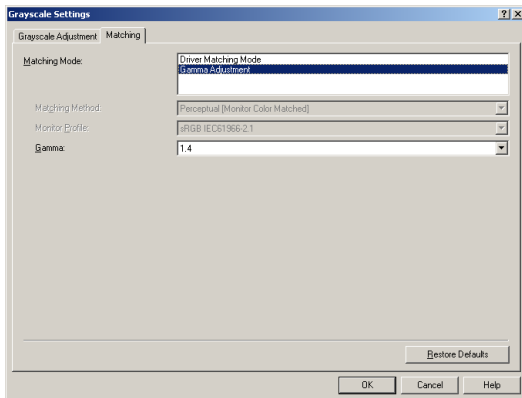 Grayscale Settings
Grayscale Adjustment Matching
Matching Mode: Driver Matching Mode
Gamma Adjustment
Matching Method: Perceptual [Monitor Color Matched]
Monitor Profile: sRGB IEC61966-2.1
Gamma: 1.4
Restore Defaults
OK Cancel Help